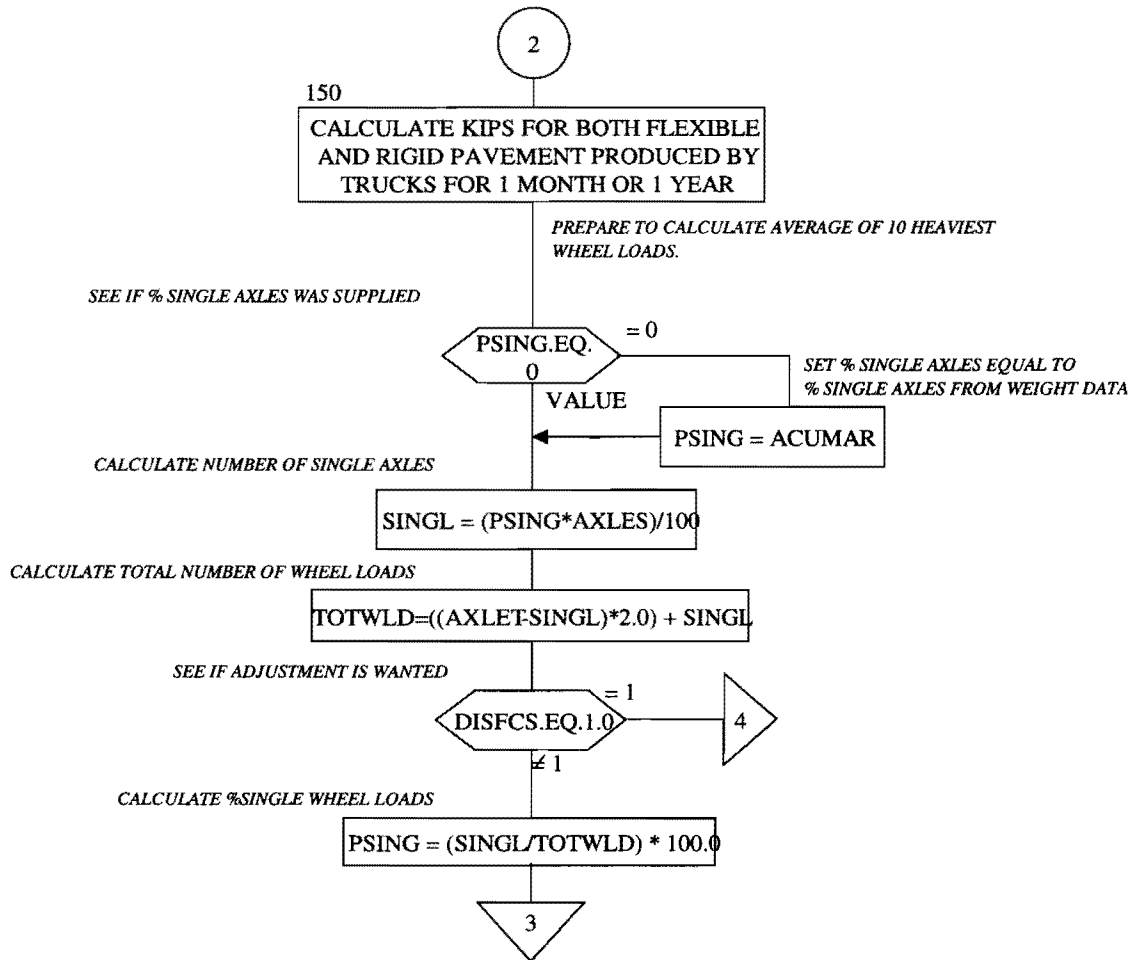 2
150
CALCULATE KIPS FOR BOTH FLEXIBLE
AND RIGID PAVEMENT PRODUCED BY
TRUCKS FOR 1 MONTH OR 1 YEAR
PREPARE TO CALCULATE AVERAGE OF 10 HEAVIEST
WHEEL LOADS.
SEE IF % SINGLE AXLES WAS SUPPLIED
= 0
PSING.EQ.
0
SET % SINGLE AXLES EQUAL TO
% SINGLE AXLES FROM WEIGHT DATA
VALUE
PSING = ACUMAR
CALCULATE NUMBER OF SINGLE AXLES
SINGL = (PSING*AXLES)/100
CALCULATE TOTAL NUMBER OF WHEEL LOADS
TOTWLD=((AXLET-SINGL)*2.0) + SINGL
SEE IF ADJUSTMENT IS WANTED
= 1
DISFCS.EQ.1.0
4
≠ 1
CALCULATE %SINGLE WHEEL LOADS
PSING = (SINGL/TOTWLD) * 100.0
3